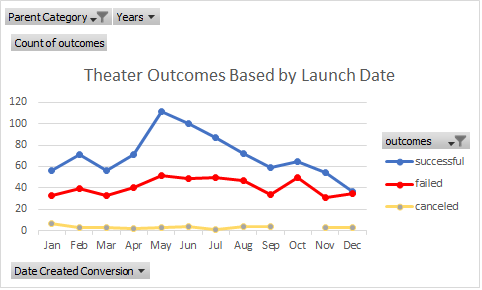 Parent Category Years
Count of outcomes
Theater Outcomes Based by Launch Date
120
100
80
60
40
20
0
Jan Feb Mar Apr May Jun Jul Aug Sep Oct Nov Dec
outcomes
successful
failed
canceled
Date Created Conversion